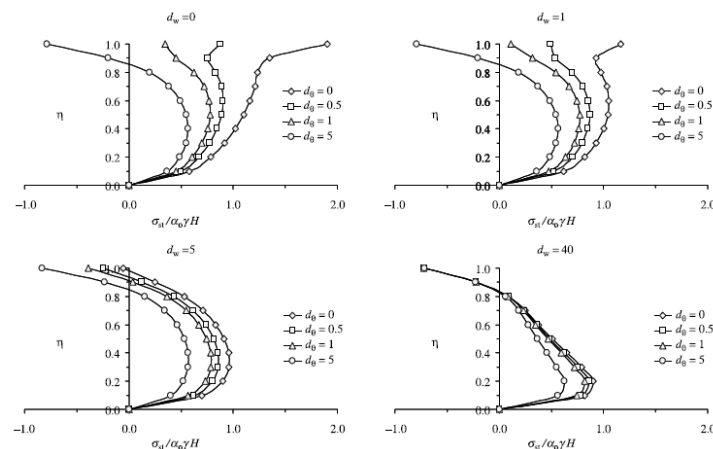 d_w = 0
1.0
0.8
0.6
0.4
0.2
0.0
η
d_θ = 0
d_θ = 0.5
d_θ = 1
d_θ = 5
−1.0
0.0
1.0
2.0
σ_st/α_0γH
d_w = 1
1.0
0.8
0.6
0.4
0.2
0.0
η
d_θ = 0
d_θ = 0.5
d_θ = 1
d_θ = 5
−1.0
0.0
1.0
2.0
σ_st/α_0γH
d_w = 5
1.0
0.8
0.6
0.4
0.2
0.0
η
d_θ = 0
d_θ = 0.5
d_θ = 1
d_θ = 5
−1.0
0.0
1.0
2.0
σ_st/α_0γH
d_w = 40
1.0
0.8
0.6
0.4
0.2
0.0
η
d_θ = 0
d_θ = 0.5
d_θ = 1
d_θ = 5
−1.0
0.0
1.0
2.0
σ_st/α_0γH